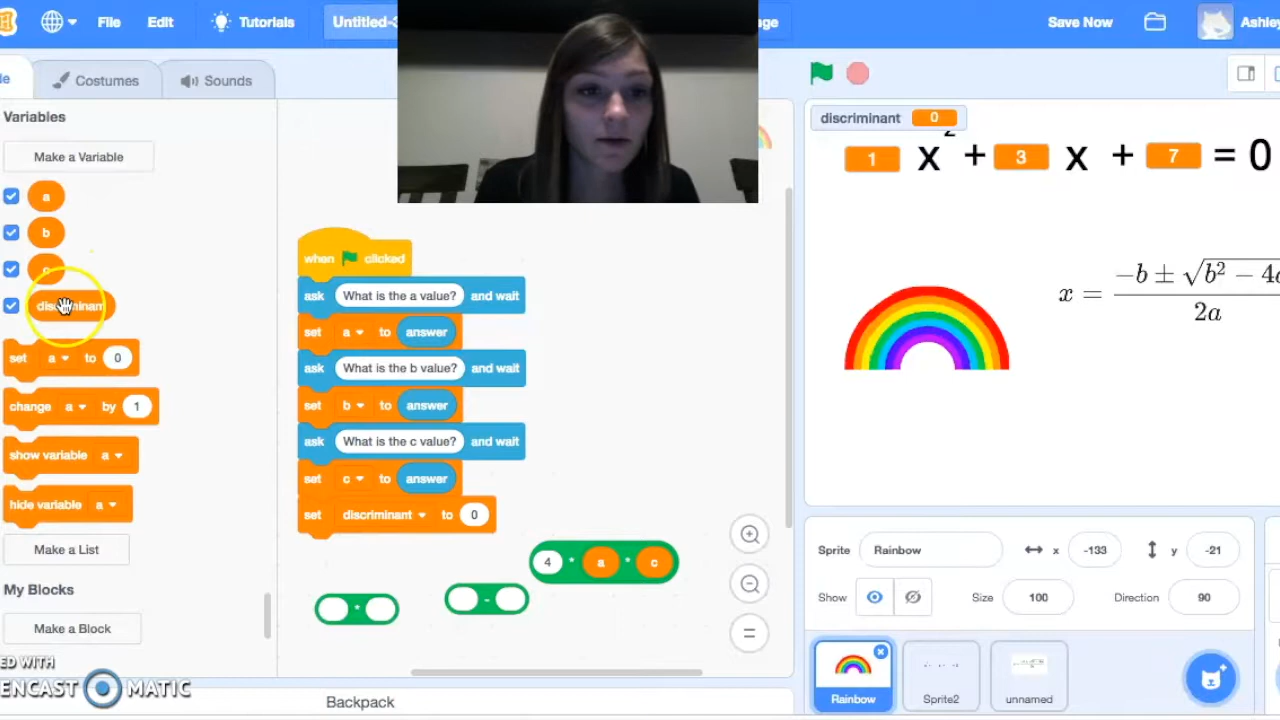 File Edit Tutorials Untitled-
Save Now
Costumes Sounds
Variables
Make a Variable
a
b
c
discriminant
set a to 0
change a by 1
show variable a
hide variable a
Make a List
My Blocks
Make a Block
when clicked
ask What is the a value? and wait
set a to answer
ask What is the b value? and wait
set b to answer
ask What is the c value? and wait
set c to answer
set discriminant to 0
4 * a * c
*
-
Backpack
discriminant 0
1 x² + 3 x + 7 = 0
x = −b ± √b² − 4
2a
Sprite Rainbow x -133 y -21
Show Size 100 Direction 90
Rainbow Sprite2 unnamed